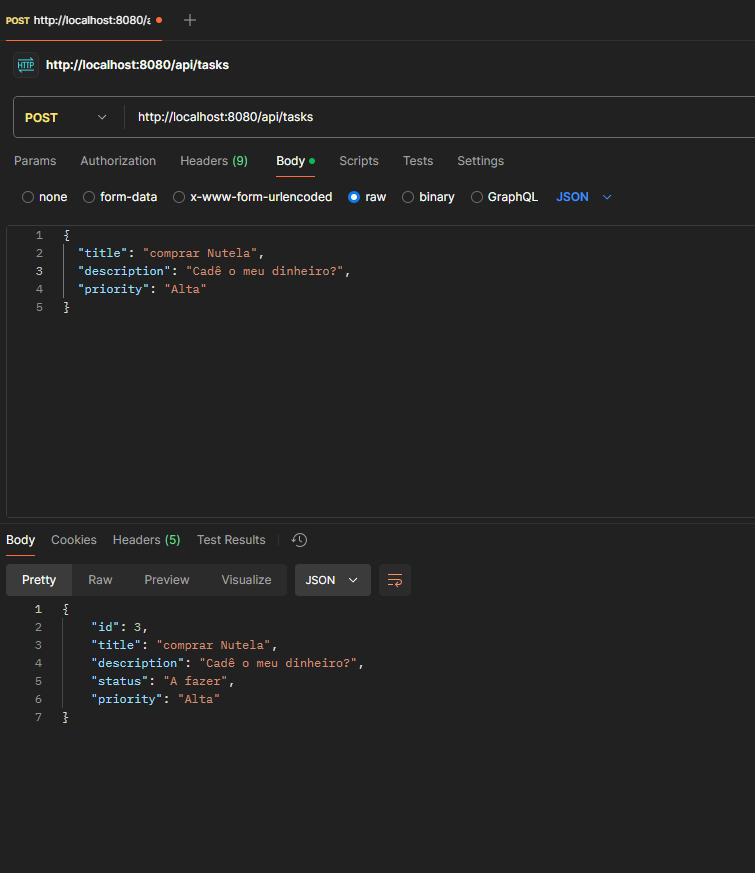 POST http://localhost:8080/a
HTTP http://localhost:8080/api/tasks
POST http://localhost:8080/api/tasks
Params Authorization Headers (9) Body Scripts Tests Settings
none form-data x-www-form-urlencoded raw binary GraphQL JSON
1 {
2 "title": "comprar Nutela",
3 "description": "Cadê o meu dinheiro?",
4 "priority": "Alta"
5 }
Body Cookies Headers (5) Test Results
Pretty Raw Preview Visualize JSON
1 {
2 "id": 3,
3 "title": "comprar Nutela",
4 "description": "Cadê o meu dinheiro?",
5 "status": "A fazer",
6 "priority": "Alta"
7 }